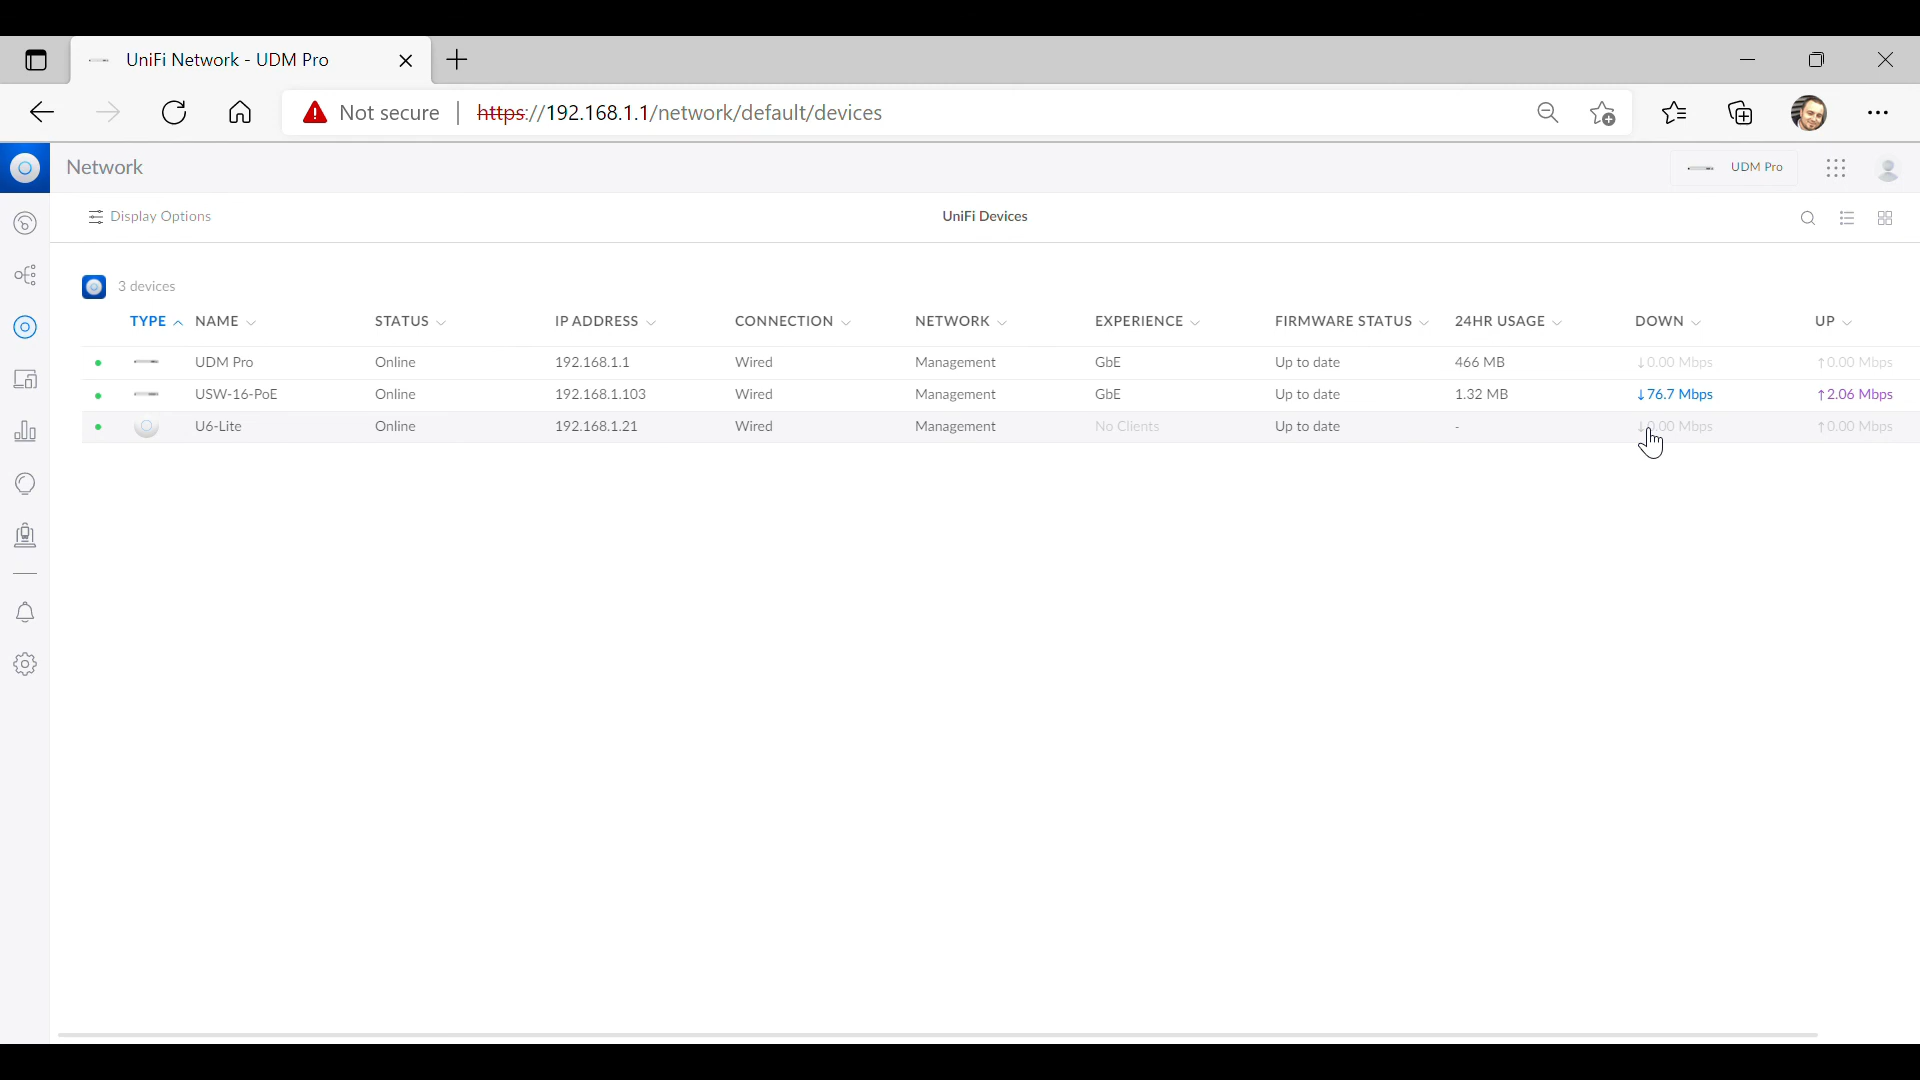 UniFi Network - UDM Pro
Not secure https://192.168.1.1/network/default/devices
Network UDM Pro
Display Options UniFi Devices
3 devices
TYPE NAME STATUS IP ADDRESS CONNECTION NETWORK EXPERIENCE FIRMWARE STATUS 24HR USAGE DOWN UP
UDM Pro Online 192.168.1.1 Wired Management GbE Up to date 466 MB ↓0.00 Mbps ↑0.00 Mbps
USW-16-PoE Online 192.168.1.103 Wired Management GbE Up to date 1.32 MB ↓76.7 Mbps ↑2.06 Mbps
U6-Lite Online 192.168.1.21 Wired Management No Clients Up to date - ↓0.00 Mbps ↑0.00 Mbps